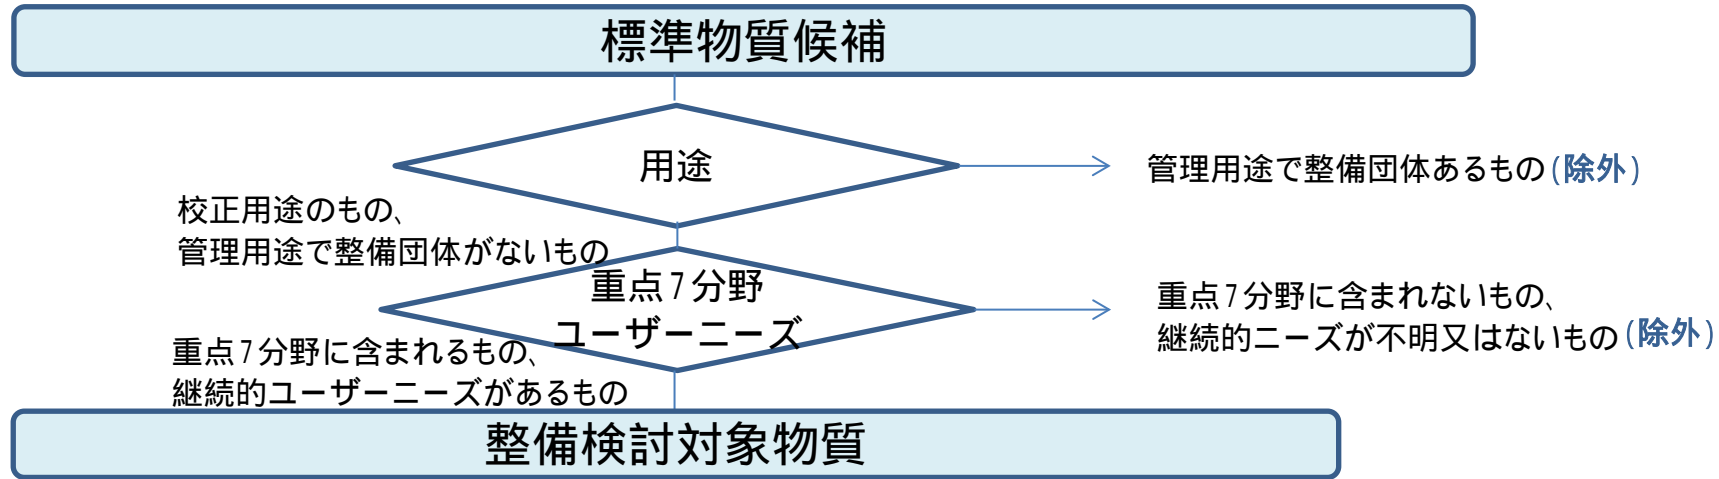 標準物質候補
用途
管理用途で整備団体あるもの(除外)
校正用途のもの、
管理用途で整備団体がないもの
重点7分野
ユーザーニーズ
重点7分野に含まれないもの、
継続的ニーズが不明又はないもの(除外)
重点7分野に含まれるもの、
継続的ユーザーニーズがあるもの
整備検討対象物質